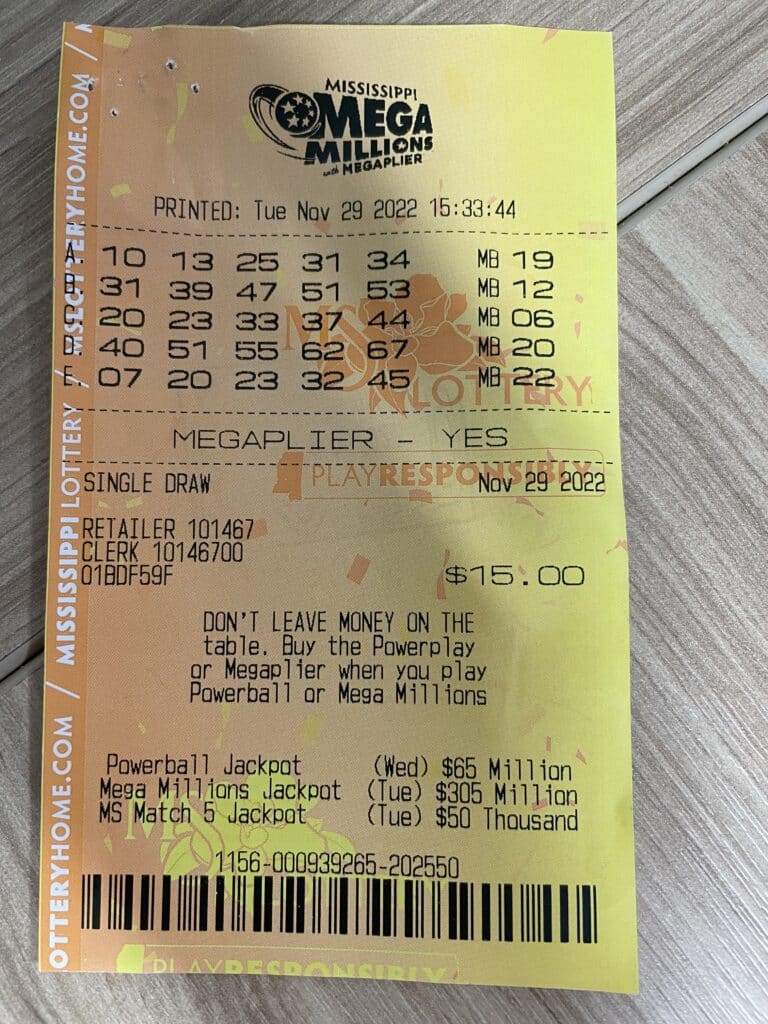 MISSISSIPPI
MEGA
MILLIONS
with MEGAPLIER
PRINTED: Tue Nov 29 2022 15:33:44
A. 10 13 25 31 34 MB 19
B. 31 39 47 51 53 MB 12
C. 20 23 33 37 44 MB 06
D. 40 51 55 62 67 MB 20
E. 07 20 23 32 45 MB 22
MS LOTTERY
MEGAPLIER - YES
PLAYRESPONSIBLY
SINGLE DRAW Nov 29 2022
RETAILER 101467
CLERK 10146700
01BDF59F $15.00
DON'T LEAVE MONEY ON THE
table. Buy the Powerplay
or Megaplier when you play
Powerball or Mega Millions
Powerball Jackpot (Wed) $65 Million
Mega Millions Jackpot (Tue) $305 Million
MS Match 5 Jackpot (Tue) $50 Thousand
MS
1156-000939265-202550
PLAYRESPONSIBLY
OTTERYHOME.COM / MISSISSIPPI LOTTERY / MSLOTTERYHOME.COM / M